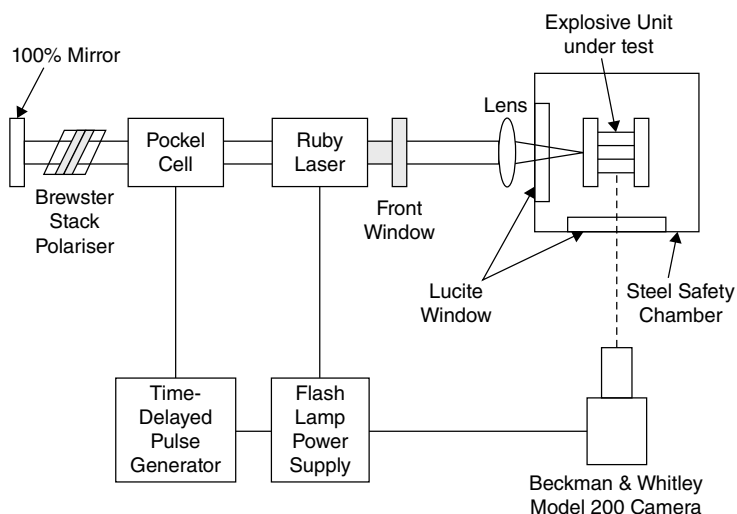 Explosive Unit
under test
100% Mirror
Lens
Pockel
Cell
Ruby
Laser
Brewster
Stack
Polariser
Front
Window
Lucite
Window
Steel Safety
Chamber
Time-
Delayed
Pulse
Generator
Flash
Lamp
Power
Supply
Beckman & Whitley
Model 200 Camera